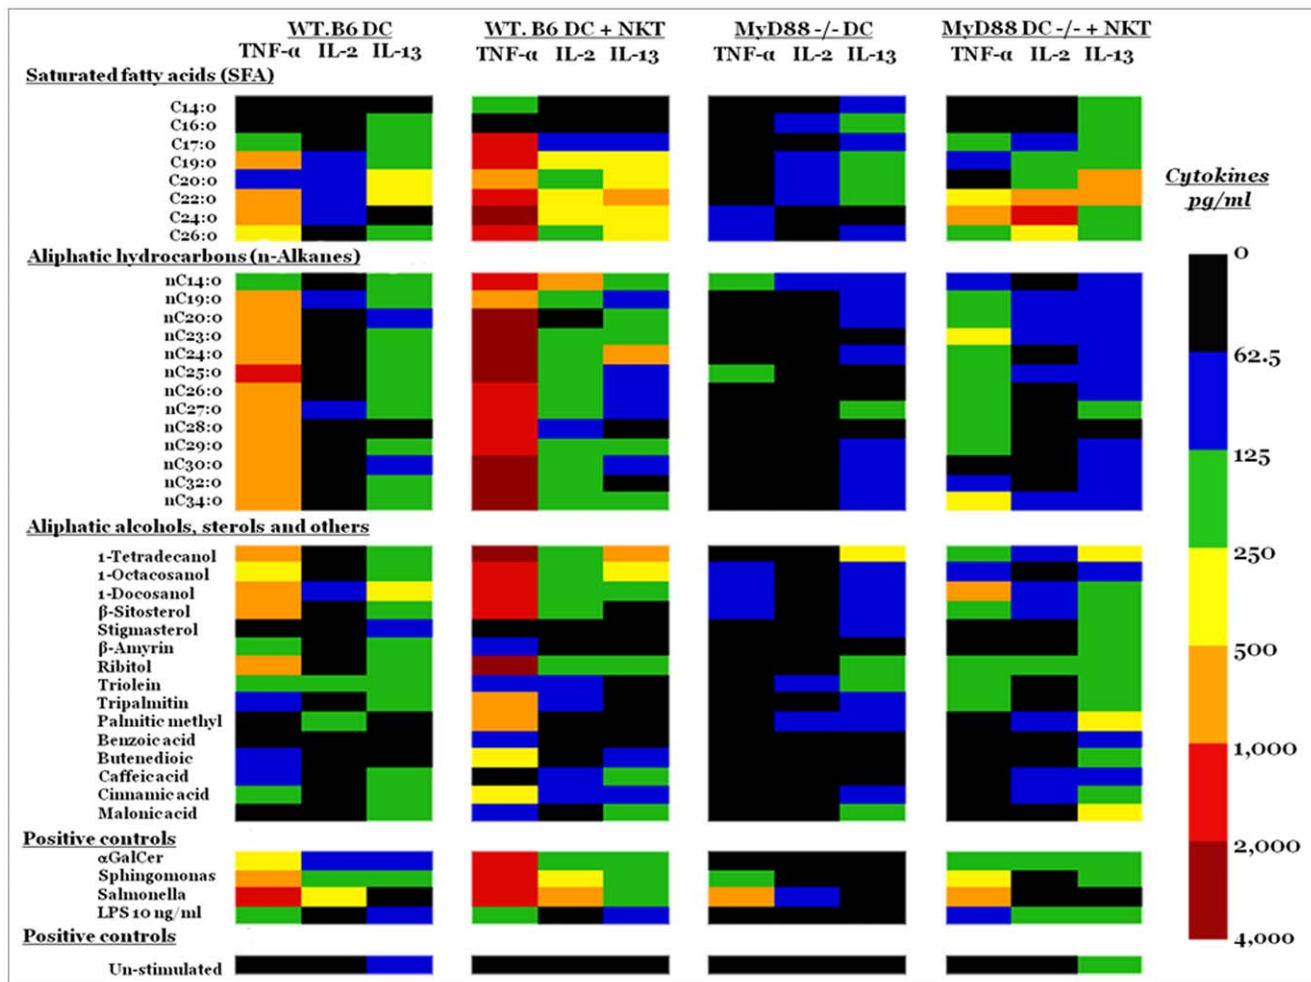 WT.B6 DC WT. B6 DC + NKT MyD88 -/- DC MyD88 DC -/- + NKT
TNF-α IL-2 IL-13 TNF-α IL-2 IL-13 TNF-α IL-2 IL-13 TNF-α IL-2 IL-13
Saturated fatty acids (SFA)
C14:0
C16:0
C17:0
C19:0
C20:0
C22:0
C24:0
C26:0
Aliphatic hydrocarbons (n-Alkanes)
nC14:0
nC19:0
nC20:0
nC23:0
nC24:0
nC25:0
nC26:0
nC27:0
nC28:0
nC29:0
nC30:0
nC32:0
nC34:0
Aliphatic alcohols, sterols and others
1-Tetradecanol
1-Octacosanol
1-Docosanol
β-Sitosterol
Stigmasterol
β-Amyrin
Ribitol
Triolein
Tripalmitin
Palmitic methyl
Benzoic acid
Butenedioic
Caffeic acid
Cinnamic acid
Malonic acid
Positive controls
αGalCer
Sphingomonas
Salmonella
LPS 10 ng/ml
Positive controls
Un-stimulated
Cytokines
pg/ml
0
62.5
125
250
500
1,000
2,000
4,000